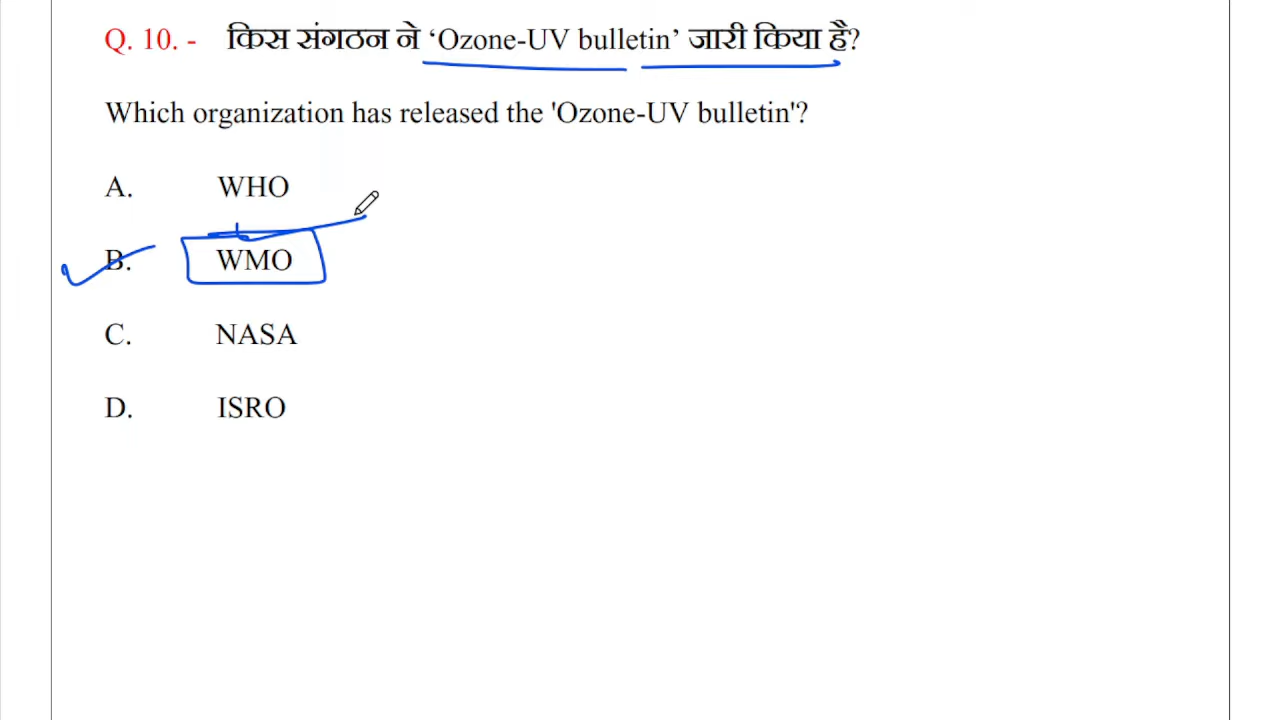 Q. 10. - किस संगठन ने ‘Ozone-UV bulletin’ जारी किया है?
Which organization has released the 'Ozone-UV bulletin'?
A. WHO
B. WMO
C. NASA
D. ISRO